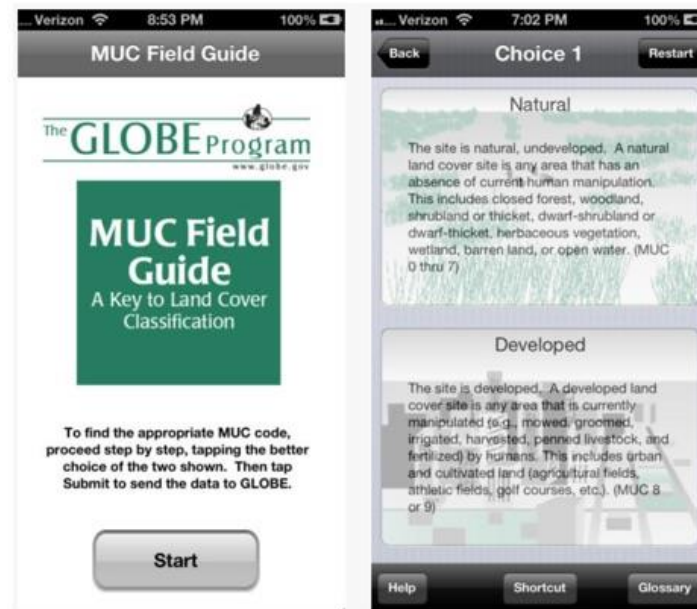 Verizon 8:53 PM 100%
MUC Field Guide
The GLOBE Program
www.globe.gov
MUC Field
Guide
A Key to Land Cover
Classification
To find the appropriate MUC code,
proceed step by step, tapping the better
choice of the two shown. Then tap
Submit to send the data to GLOBE.
Start
Verizon 7:02 PM 100%
Back Choice 1 Restart
Natural
The site is natural, undeveloped. A natural
land cover site is any area that has an
absence of current human manipulation.
This includes closed forest, woodland,
shrubland or thicket, dwarf-shrubland or
dwarf-thicket, herbaceous vegetation,
wetland, barren land, or open water. (MUC
0 thru 7)
Developed
The site is developed. A developed land
cover site is any area that is currently
manipulated (e.g., mowed, groomed,
irrigated, harvested, penned livestock, and
fertilized) by humans. This includes urban
and cultivated land (agricultural fields,
athletic fields, golf courses, etc.). (MUC 8
or 9)
Help Shortcut Glossary